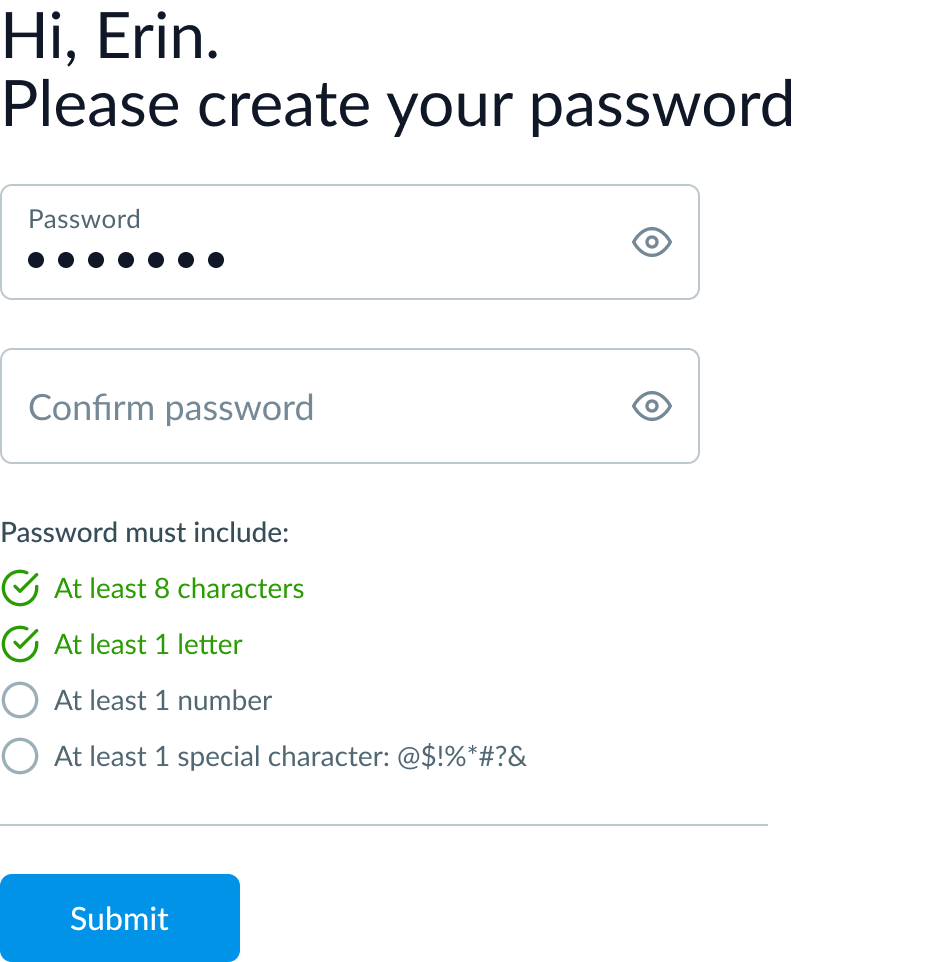 Hi, Erin.
Please create your password
Password
●●●●●●●
Confirm password
Password must include:
At least 8 characters
At least 1 letter
At least 1 number
At least 1 special character: @$!%*#?&
Submit